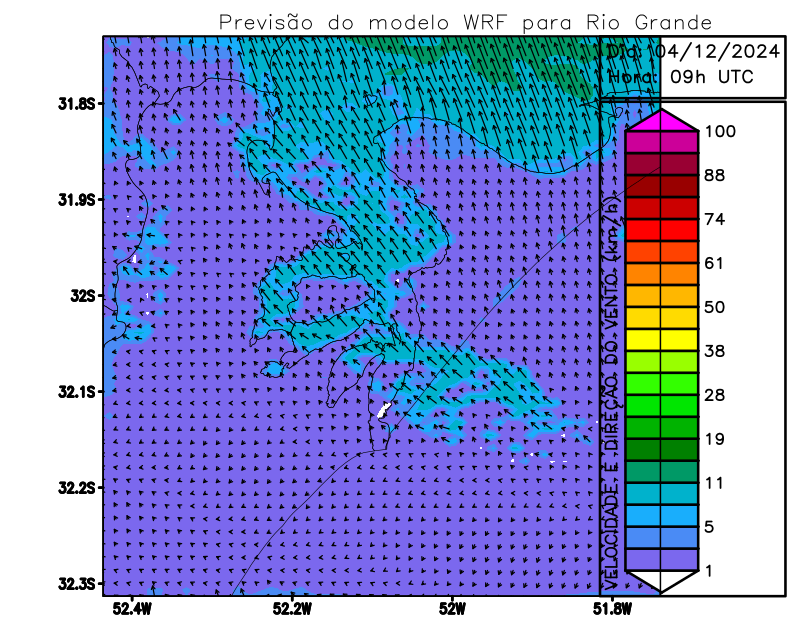 Previsão do modelo WRF para Rio Grande
Dia: 04/12/2024
Hora: 09h UTC
31.8S
31.9S
32S
32.1S
32.2S
32.3S
52.4W
52.2W
52W
51.8W
VELOCIDADE E DIREÇÃO DO VENTO (km/h)
100
88
74
61
50
38
28
19
11
5
1